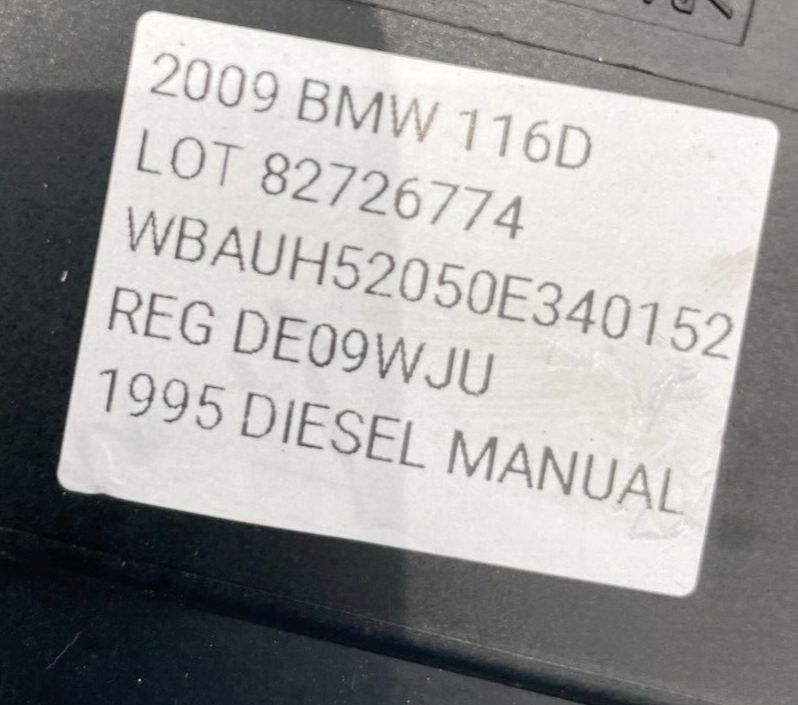 2009 BMW 116D
LOT 82726774
WBAUH52050E340152
REG DE09WJU
1995 DIESEL MANUAL